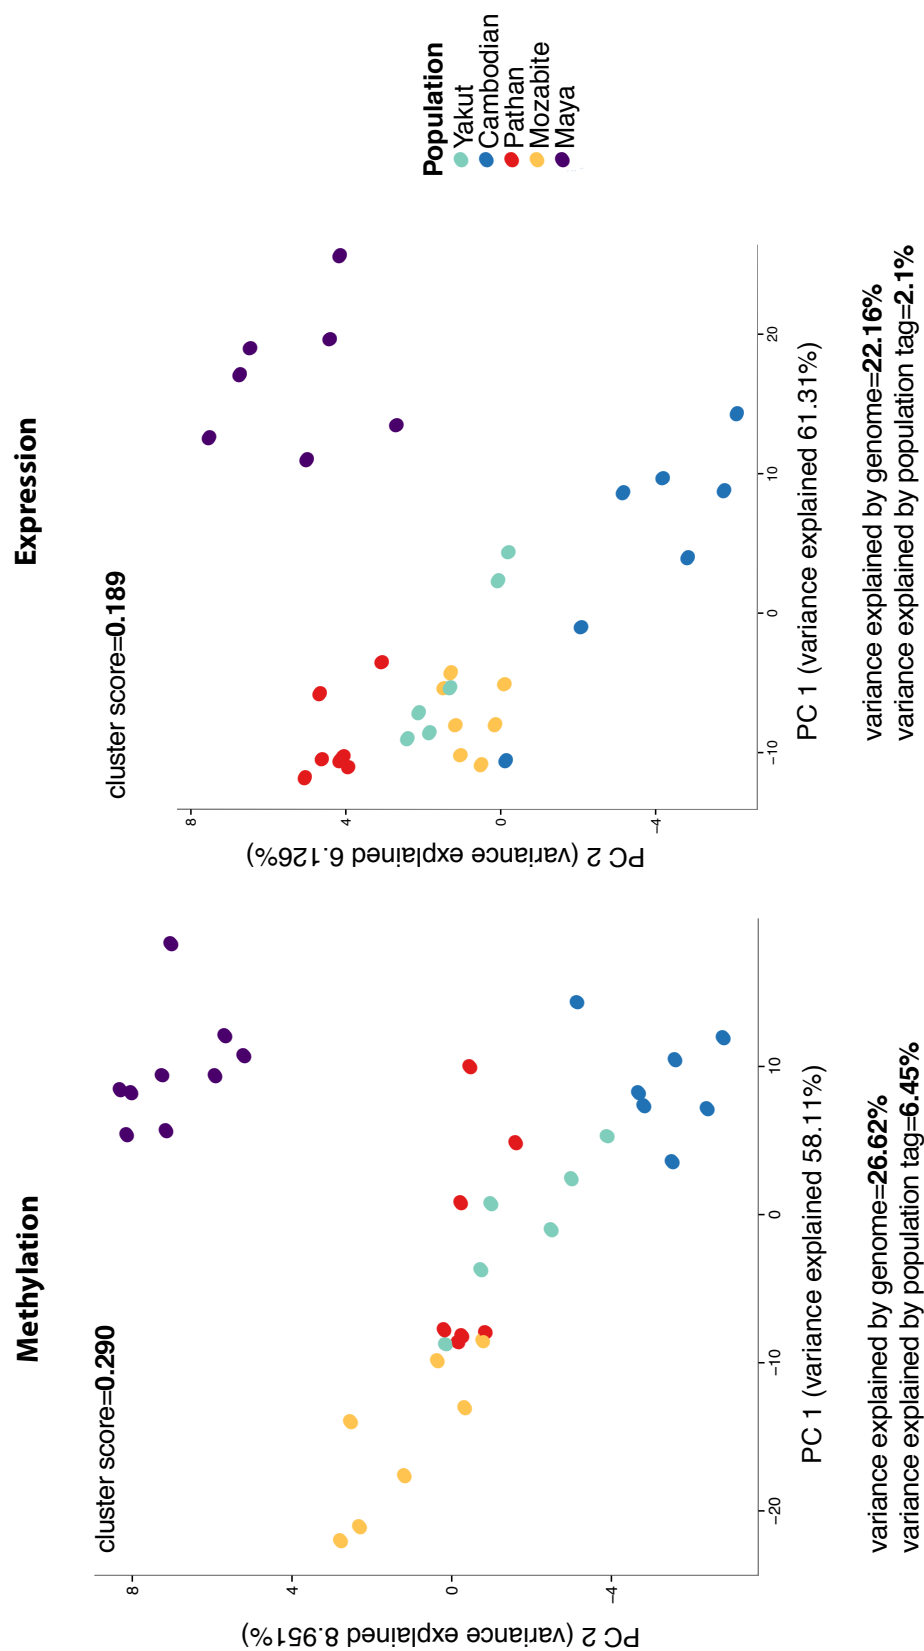 Methylation
cluster score=0.290
8
4
0
−4
PC 2 (variance explained 8.951%)
−20
−10
0
10
PC 1 (variance explained 58.11%)
variance explained by genome=26.62%
variance explained by population tag=6.45%
Expression
cluster score=0.189
8
4
0
−4
PC 2 (variance explained 6.126%)
−10
0
10
20
PC 1 (variance explained 61.31%)
variance explained by genome=22.16%
variance explained by population tag=2.1%
Population
Yakut
Cambodian
Pathan
Mozabite
Maya